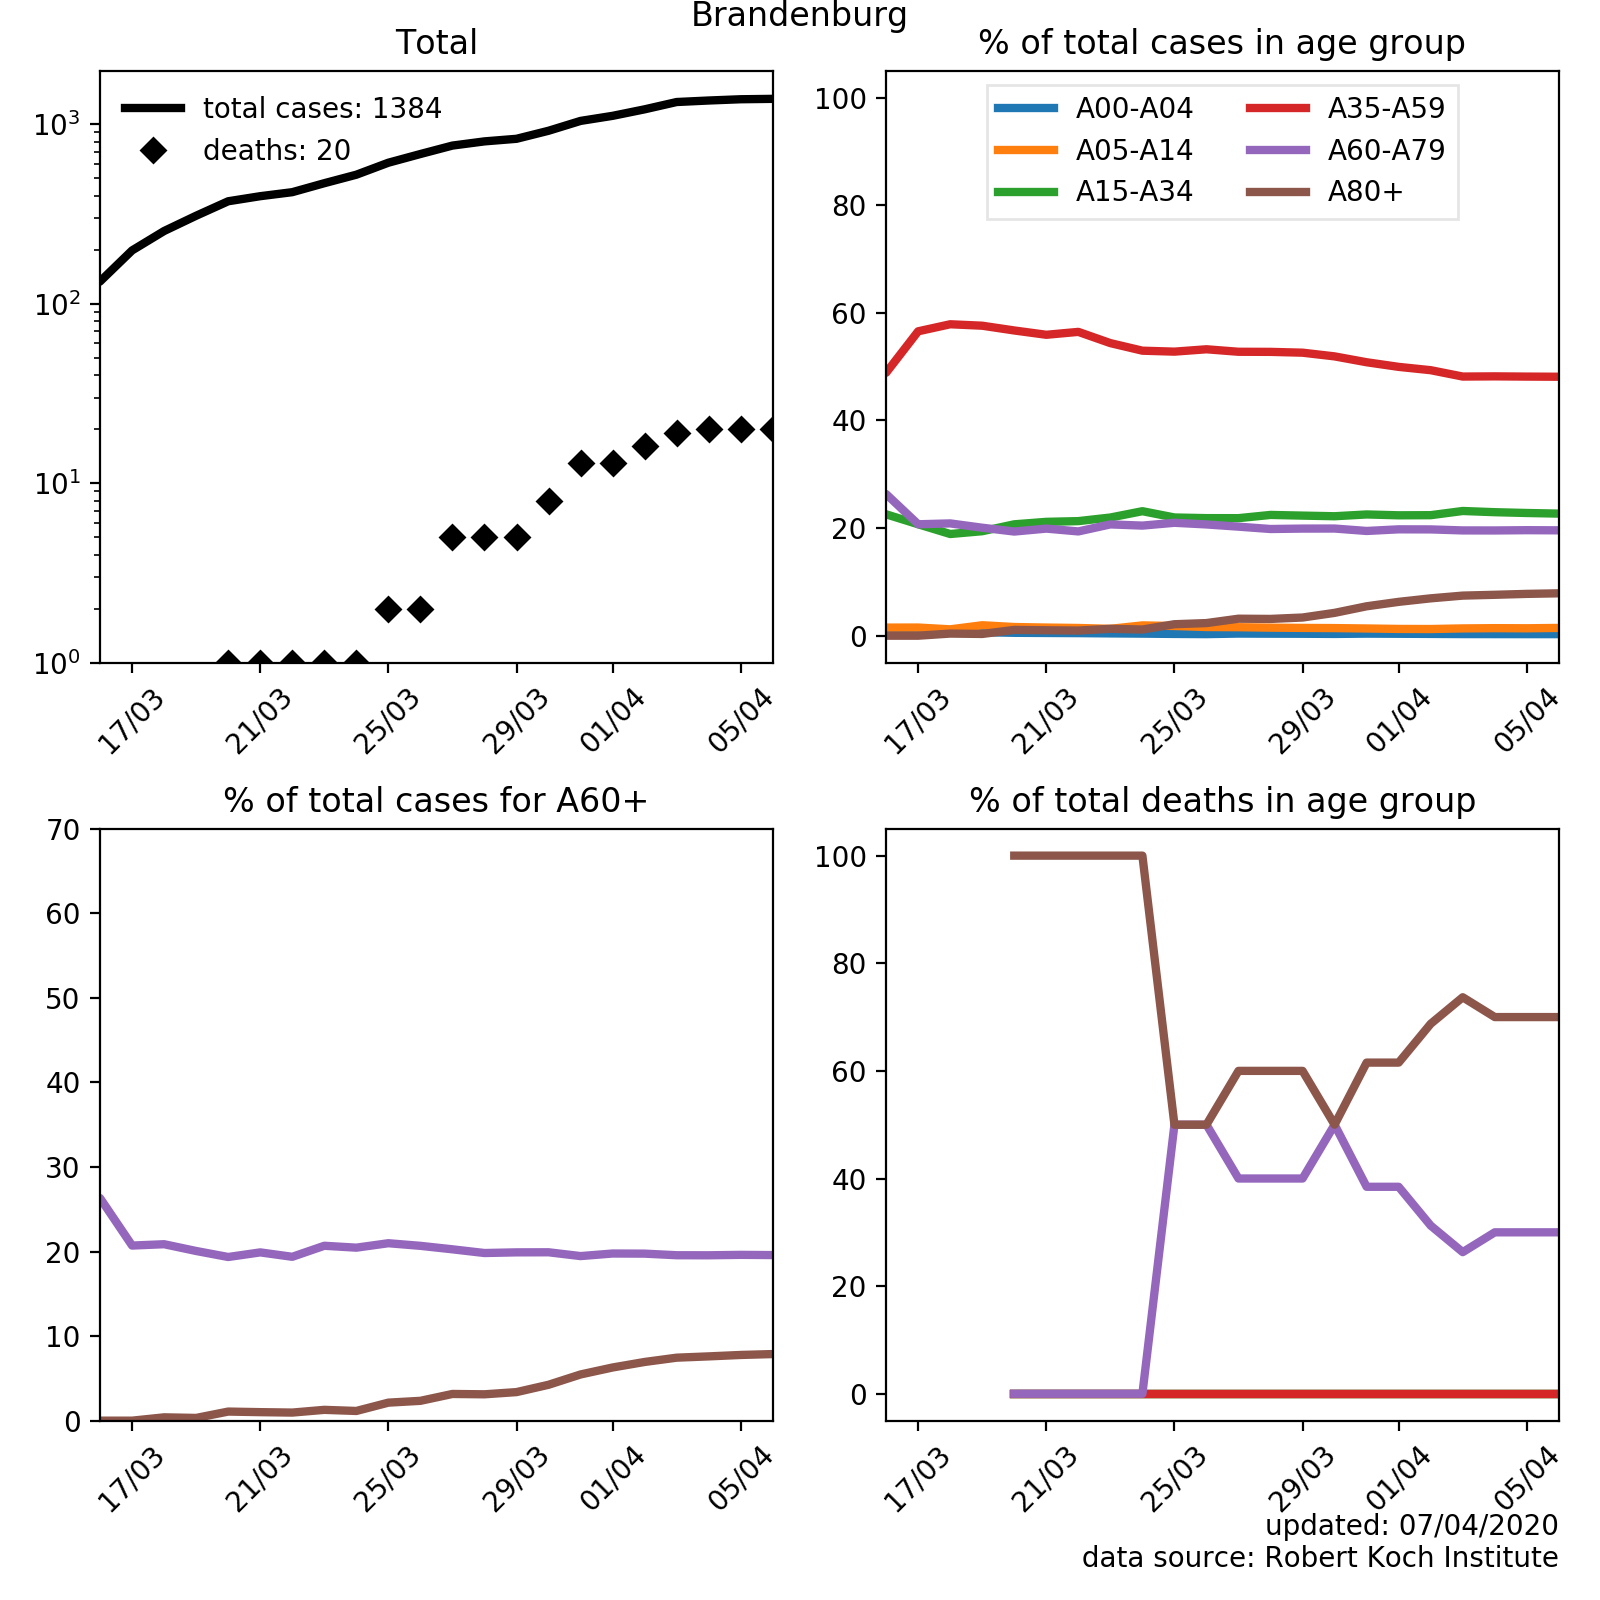 Brandenburg
Total
total cases: 1384
deaths: 20
10³
10²
10¹
10⁰
17/03 21/03 25/03 29/03 01/04 05/04
% of total cases in age group
A00-A04 A35-A59
A05-A14 A60-A79
A15-A34 A80+
100
80
60
40
20
0
17/03 21/03 25/03 29/03 01/04 05/04
% of total cases for A60+
70
60
50
40
30
20
10
0
17/03 21/03 25/03 29/03 01/04 05/04
% of total deaths in age group
100
80
60
40
20
0
17/03 21/03 25/03 29/03 01/04 05/04
updated: 07/04/2020
data source: Robert Koch Institute